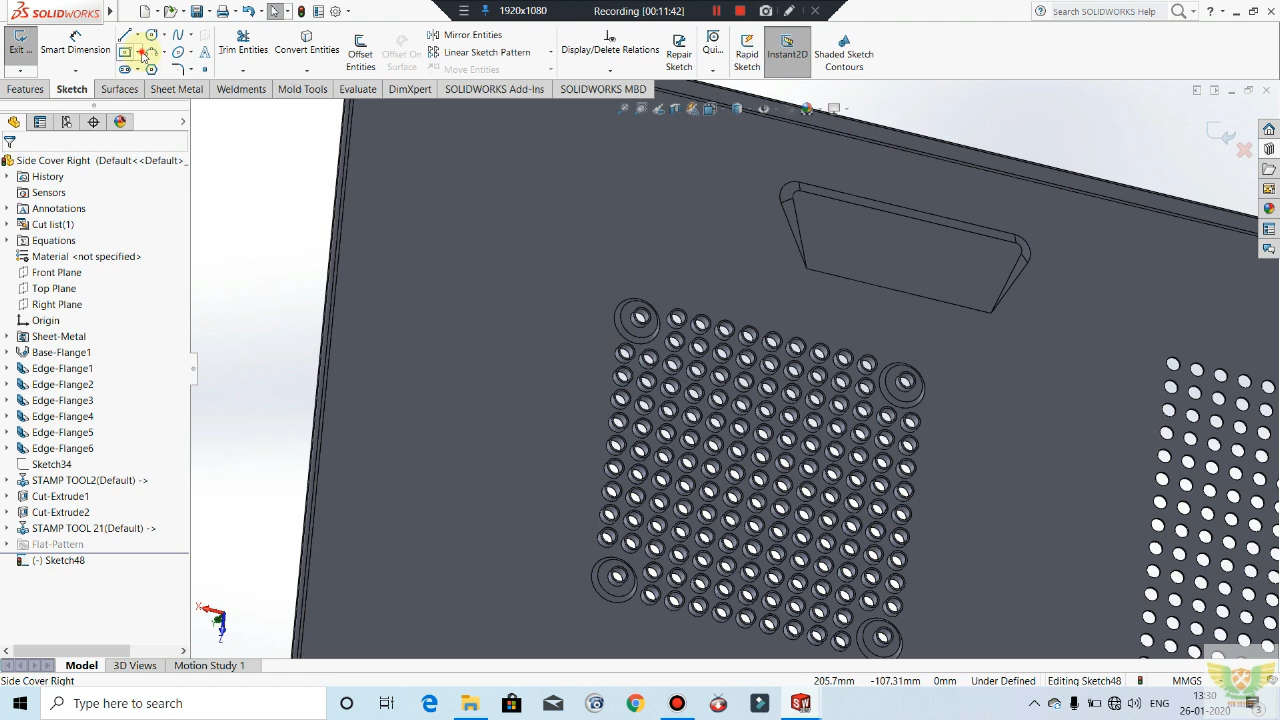 SOLIDWORKS
1920x1080
Recording [00:11:42]
Search SOLIDWORKS Help
Exit ...
Smart Dimension
Trim Entities
Convert Entities
Offset Entities
Offset On Surface
Mirror Entities
Linear Sketch Pattern
Move Entities
Display/Delete Relations
Repair Sketch
Qui...
Rapid Sketch
Instant2D
Shaded Sketch Contours
Features
Sketch
Surfaces
Sheet Metal
Weldments
Mold Tools
Evaluate
DimXpert
SOLIDWORKS Add-Ins
SOLIDWORKS MBD
Side Cover Right (Default<<Default>_
History
Sensors
Annotations
Cut list(1)
Equations
Material <not specified>
Front Plane
Top Plane
Right Plane
Origin
Sheet-Metal
Base-Flange1
Edge-Flange1
Edge-Flange2
Edge-Flange3
Edge-Flange4
Edge-Flange5
Edge-Flange6
Sketch34
STAMP TOOL2(Default) ->
Cut-Extrude1
Cut-Extrude2
STAMP TOOL 21(Default) ->
Flat-Pattern
(-) Sketch48
X
Y
Z
Model
3D Views
Motion Study 1
Side Cover Right
205.7mm
-107.31mm
0mm
Under Defined
Editing Sketch48
MMGS
Type here to search
ENG
13:30
26-01-2020
3